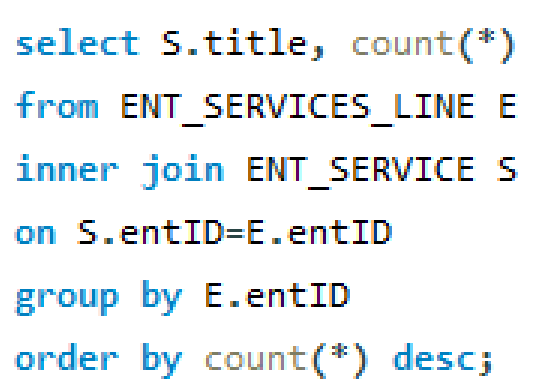 select S.title, count(*)
from ENT_SERVICES_LINE E
inner join ENT_SERVICE S
on S.entID=E.entID
group by E.entID
order by count(*) desc;